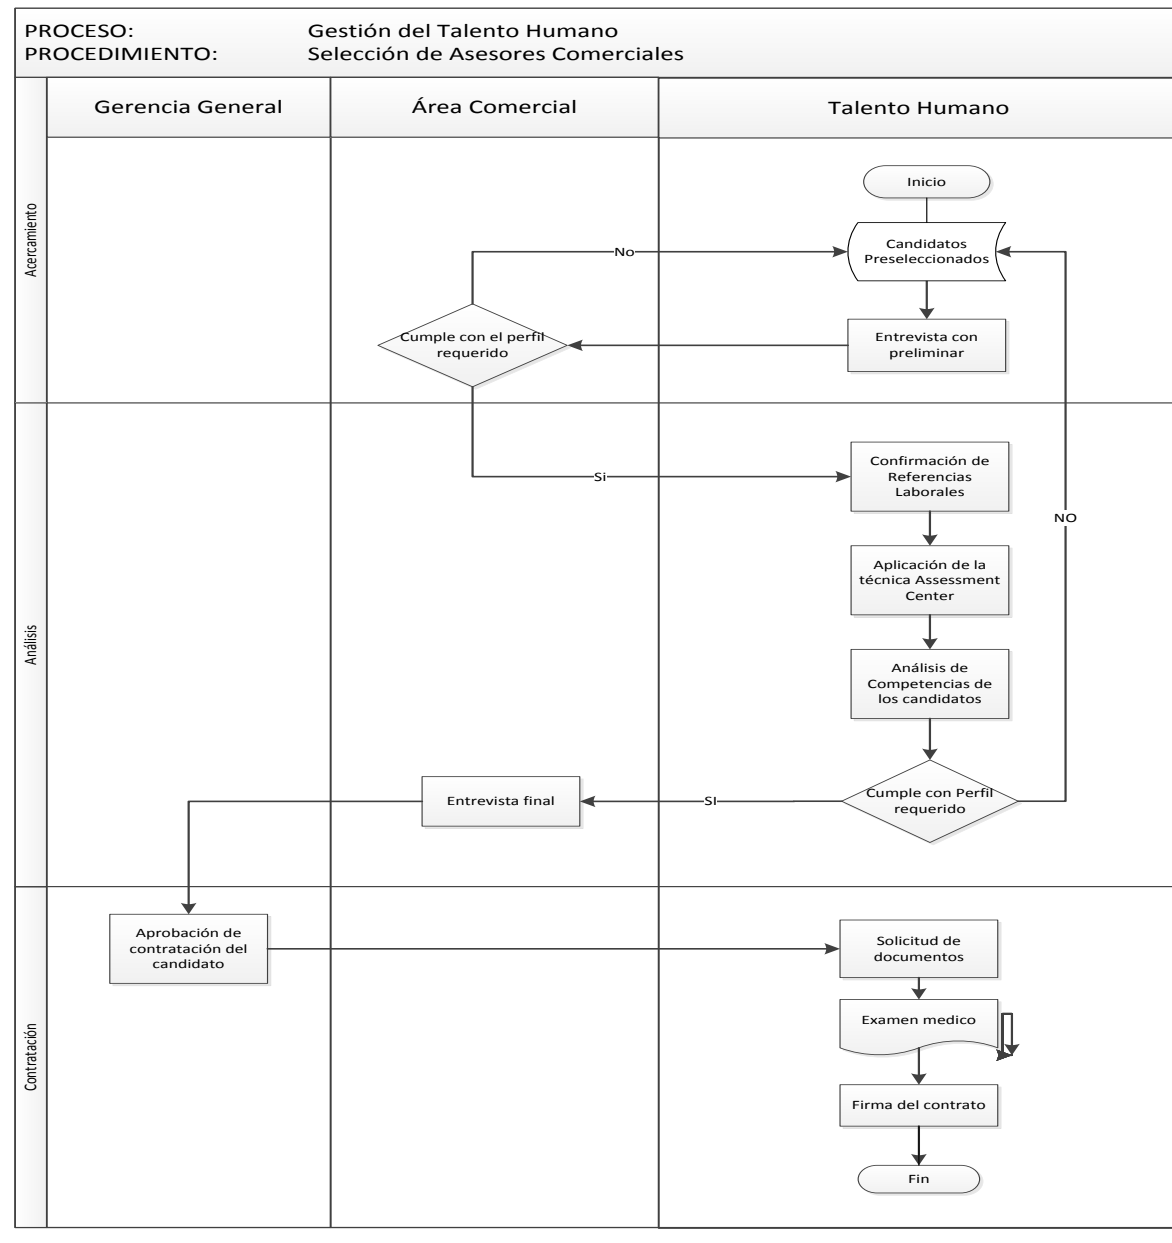 PROCESO: Gestión del Talento Humano
PROCEDIMIENTO: Selección de Asesores Comerciales
Gerencia General
Área Comercial
Talento Humano
Acercamiento
Inicio
Candidatos
Preseleccionados
No
Entrevista con
preliminar
Cumple con el perfil
requerido
Análisis
Si
Confirmación de
Referencias
Laborales
NO
Aplicación de la
técnica Assessment
Center
Análisis de
Competencias de
los candidatos
Cumple con Perfil
requerido
SI
Entrevista final
Contratación
Aprobación de
contratación del
candidato
Solicitud de
documentos
Examen medico
Firma del contrato
Fin